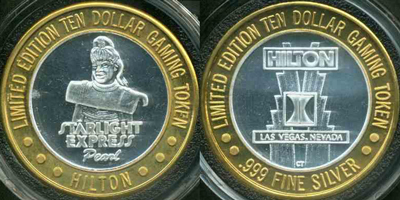 LIMITED EDITION TEN DOLLAR GAMING TOKEN
STARLIGHT
EXPRESS
Pearl
HILTON
LIMITED EDITION TEN DOLLAR GAMING TOKEN
HILTON
LAS VEGAS, NEVADA
CT
.999 FINE SILVER